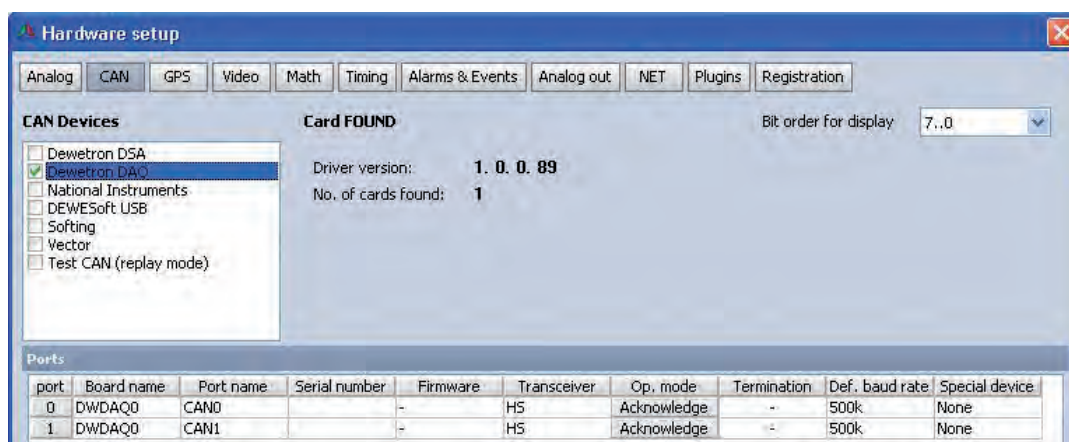 Hardware setup
Analog CAN GPS Video Math Timing Alarms & Events Analog out NET Plugins Registration
CAN Devices
Dewetron DSA
Dewetron DAQ
National Instruments
DEWESoft USB
Softing
Vector
Test CAN (replay mode)
Card FOUND
Driver version: 1. 0. 0. 89
No. of cards found: 1
Bit order for display 7..0
Ports
port Board name Port name Serial number Firmware Transceiver Op. mode Termination Def. baud rate Special device
0 DWDAQ0 CAN0 - HS Acknowledge - 500k None
1 DWDAQ0 CAN1 - HS Acknowledge - 500k None